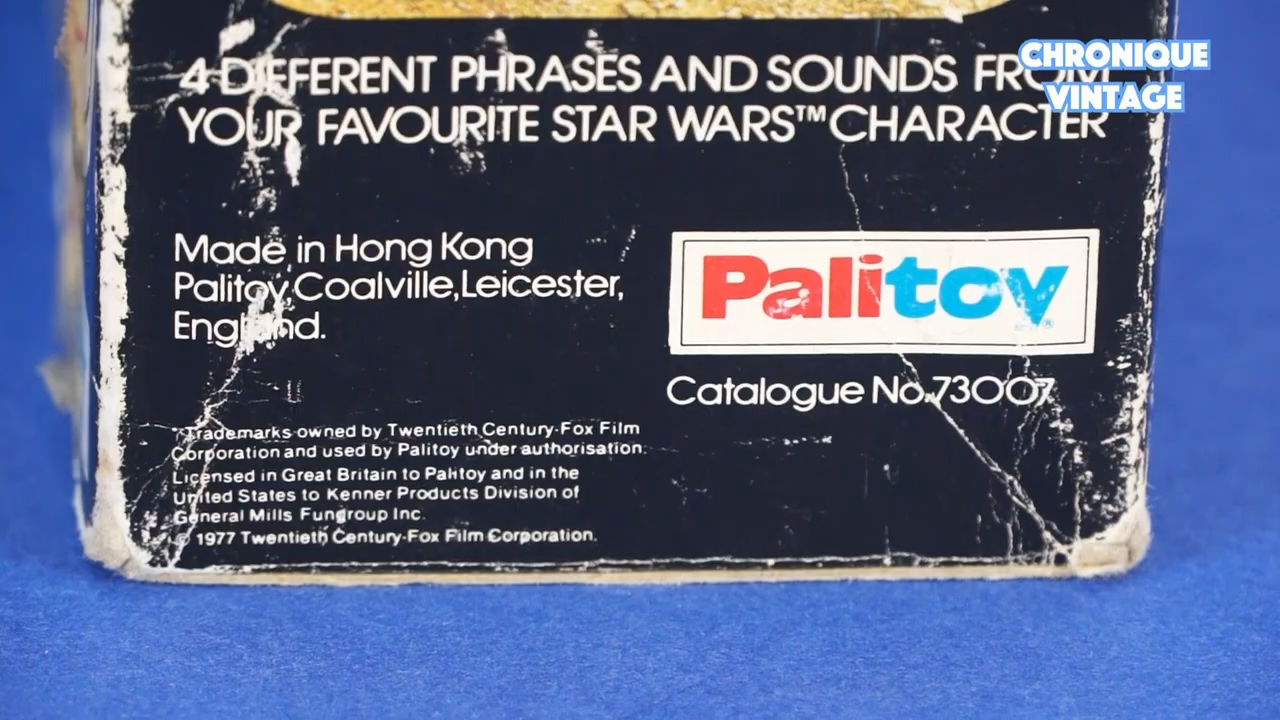 4 DIFFERENT PHRASES AND SOUNDS FROM
YOUR FAVOURITE STAR WARS™ CHARACTER
CHRONIQUE
VINTAGE
Made in Hong Kong
Palitoy, Coalville, Leicester,
England.
Palitoy®
Catalogue No. 73007
Trademarks owned by Twentieth Century-Fox Film
Corporation and used by Palitoy under authorisation.
Licensed in Great Britain to Palitoy and in the
United States to Kenner Products Division of
General Mills Fungroup Inc.
© 1977 Twentieth Century-Fox Film Corporation.